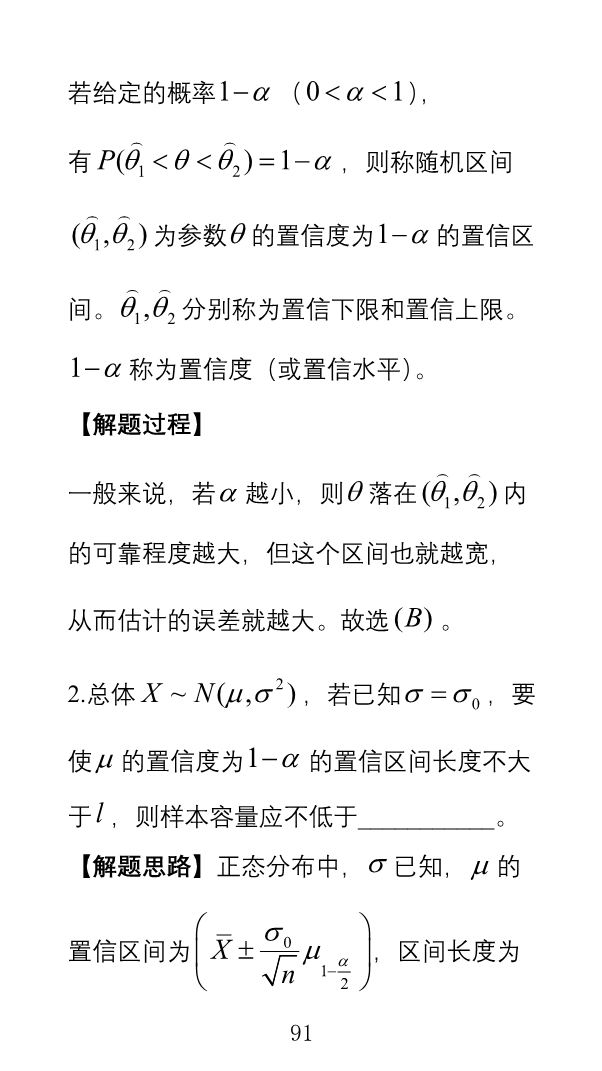 若给定的概率 $1-\alpha$ （$0<\alpha<1$），
有 $P(\hat{\theta}_1<\theta<\hat{\theta}_2)=1-\alpha$ ，则称随机区间
$(\hat{\theta}_1,\hat{\theta}_2)$ 为参数 $\theta$ 的置信度为 $1-\alpha$ 的置信区
间。$\hat{\theta}_1,\hat{\theta}_2$ 分别称为置信下限和置信上限。
$1-\alpha$ 称为置信度（或置信水平）。
【解题过程】
一般来说，若 $\alpha$ 越小，则 $\theta$ 落在 $(\hat{\theta}_1,\hat{\theta}_2)$ 内
的可靠程度越大，但这个区间也就越宽，
从而估计的误差就越大。故选 $(B)$ 。
2.总体 $X\sim N(\mu,\sigma^2)$ ，若已知 $\sigma=\sigma_0$ ，要
使 $\mu$ 的置信度为 $1-\alpha$ 的置信区间长度不大
于 $l$ ，则样本容量应不低于___________。
【解题思路】正态分布中， $\sigma$ 已知， $\mu$ 的
置信区间为 $\left(\overline{X}\pm\frac{\sigma_0}{\sqrt{n}}\mu_{1-\frac{\alpha}{2}}\right)$，区间长度为
91